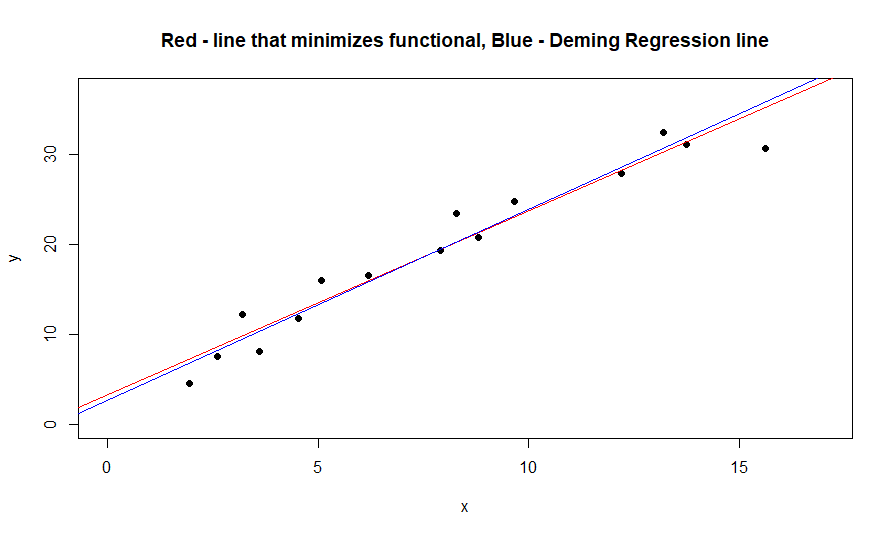 Red - line that minimizes functional, Blue - Deming Regression line
y
30
20
10
0
0 5 10 15
x